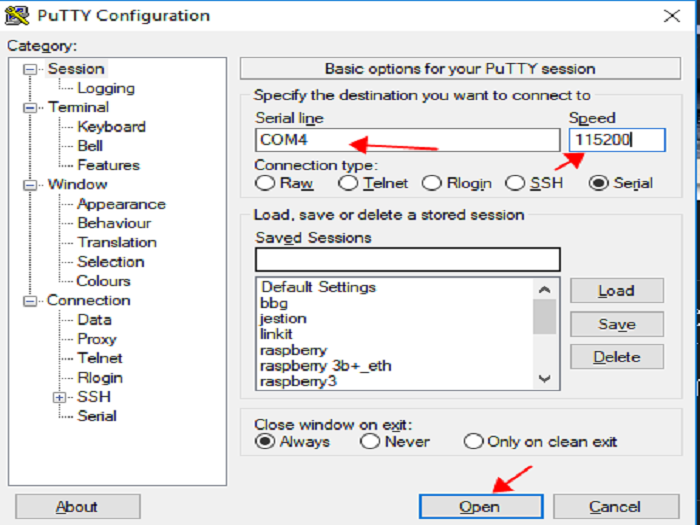 PuTTY Configuration
Category:
Session
Logging
Terminal
Keyboard
Bell
Features
Window
Appearance
Behaviour
Translation
Selection
Colours
Connection
Data
Proxy
Telnet
Rlogin
SSH
Serial
Basic options for your PuTTY session
Specify the destination you want to connect to
Serial line Speed
COM4 115200
Connection type:
Raw Telnet Rlogin SSH Serial
Load, save or delete a stored session
Saved Sessions
Default Settings
bbg
jestion
linkit
raspberry
raspberry 3b+_eth
raspberry3
Load
Save
Delete
Close window on exit:
Always Never Only on clean exit
About Open Cancel